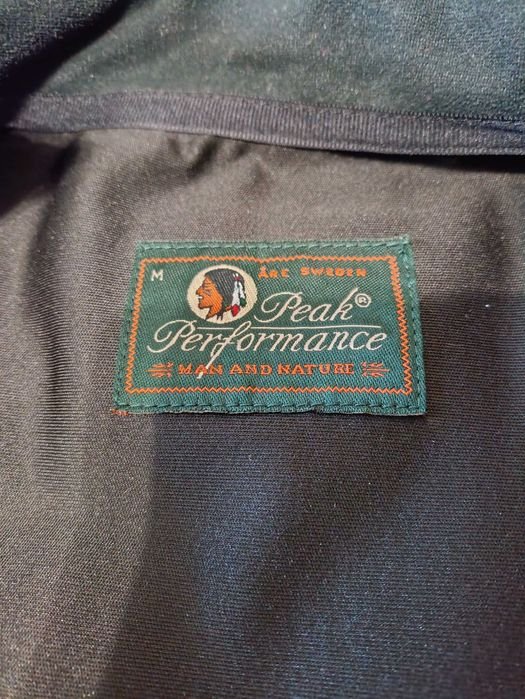 M
ÅRE SWEDEN
Peak®
Performance
MAN AND NATURE